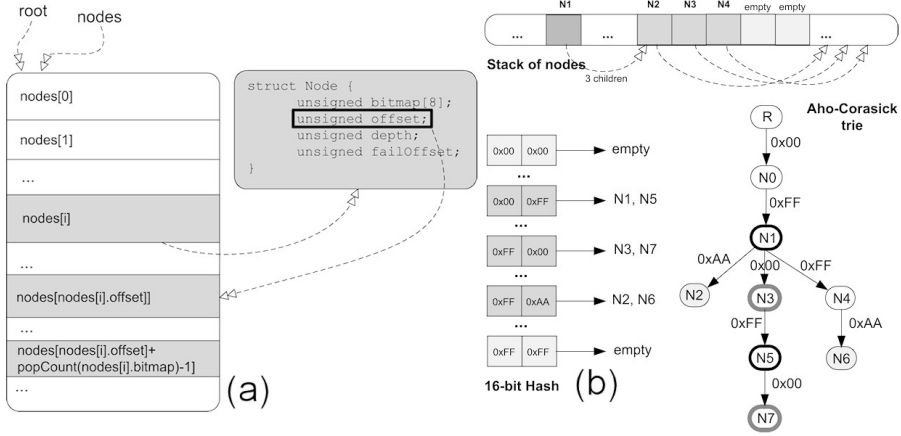 root
nodes
nodes[0]
nodes[1]
...
nodes[i]
...
nodes[nodes[i].offset]]
...
nodes[nodes[i].offset]+
popCount(nodes[i].bitmap)-1]
...
struct Node {
unsigned bitmap[8];
unsigned offset;
unsigned depth;
unsigned failOffset;
}
(a)
N1 N2 N3 N4 empty empty
... ... ...
Stack of nodes
3 children
0x00 0x00 empty
...
0x00 0xFF N1, N5
...
0xFF 0x00 N3, N7
...
0xFF 0xAA N2, N6
...
0xFF 0xFF empty
16-bit Hash
(b)
Aho-Corasick
trie
R
0x00
N0
0xFF
N1
0xAA 0x00 0xFF
N2 N3 N4
0xFF 0xAA
N5 N6
0x00
N7